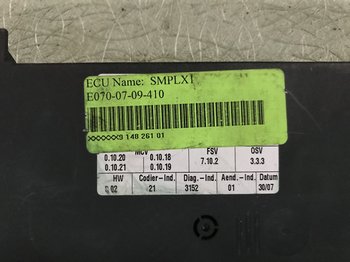 ECU Name: SMPLX1
E070-07-09-410
XXXXXX9 148 261 01
MCV FSV OSV
0.10.20 0.10.18 7.10.2 3.3.3
0.10.21 0.10.19
HW Codier-Ind. Diag.-Ind. Aend.-Ind. Datum
02 21 3152 01 30/07